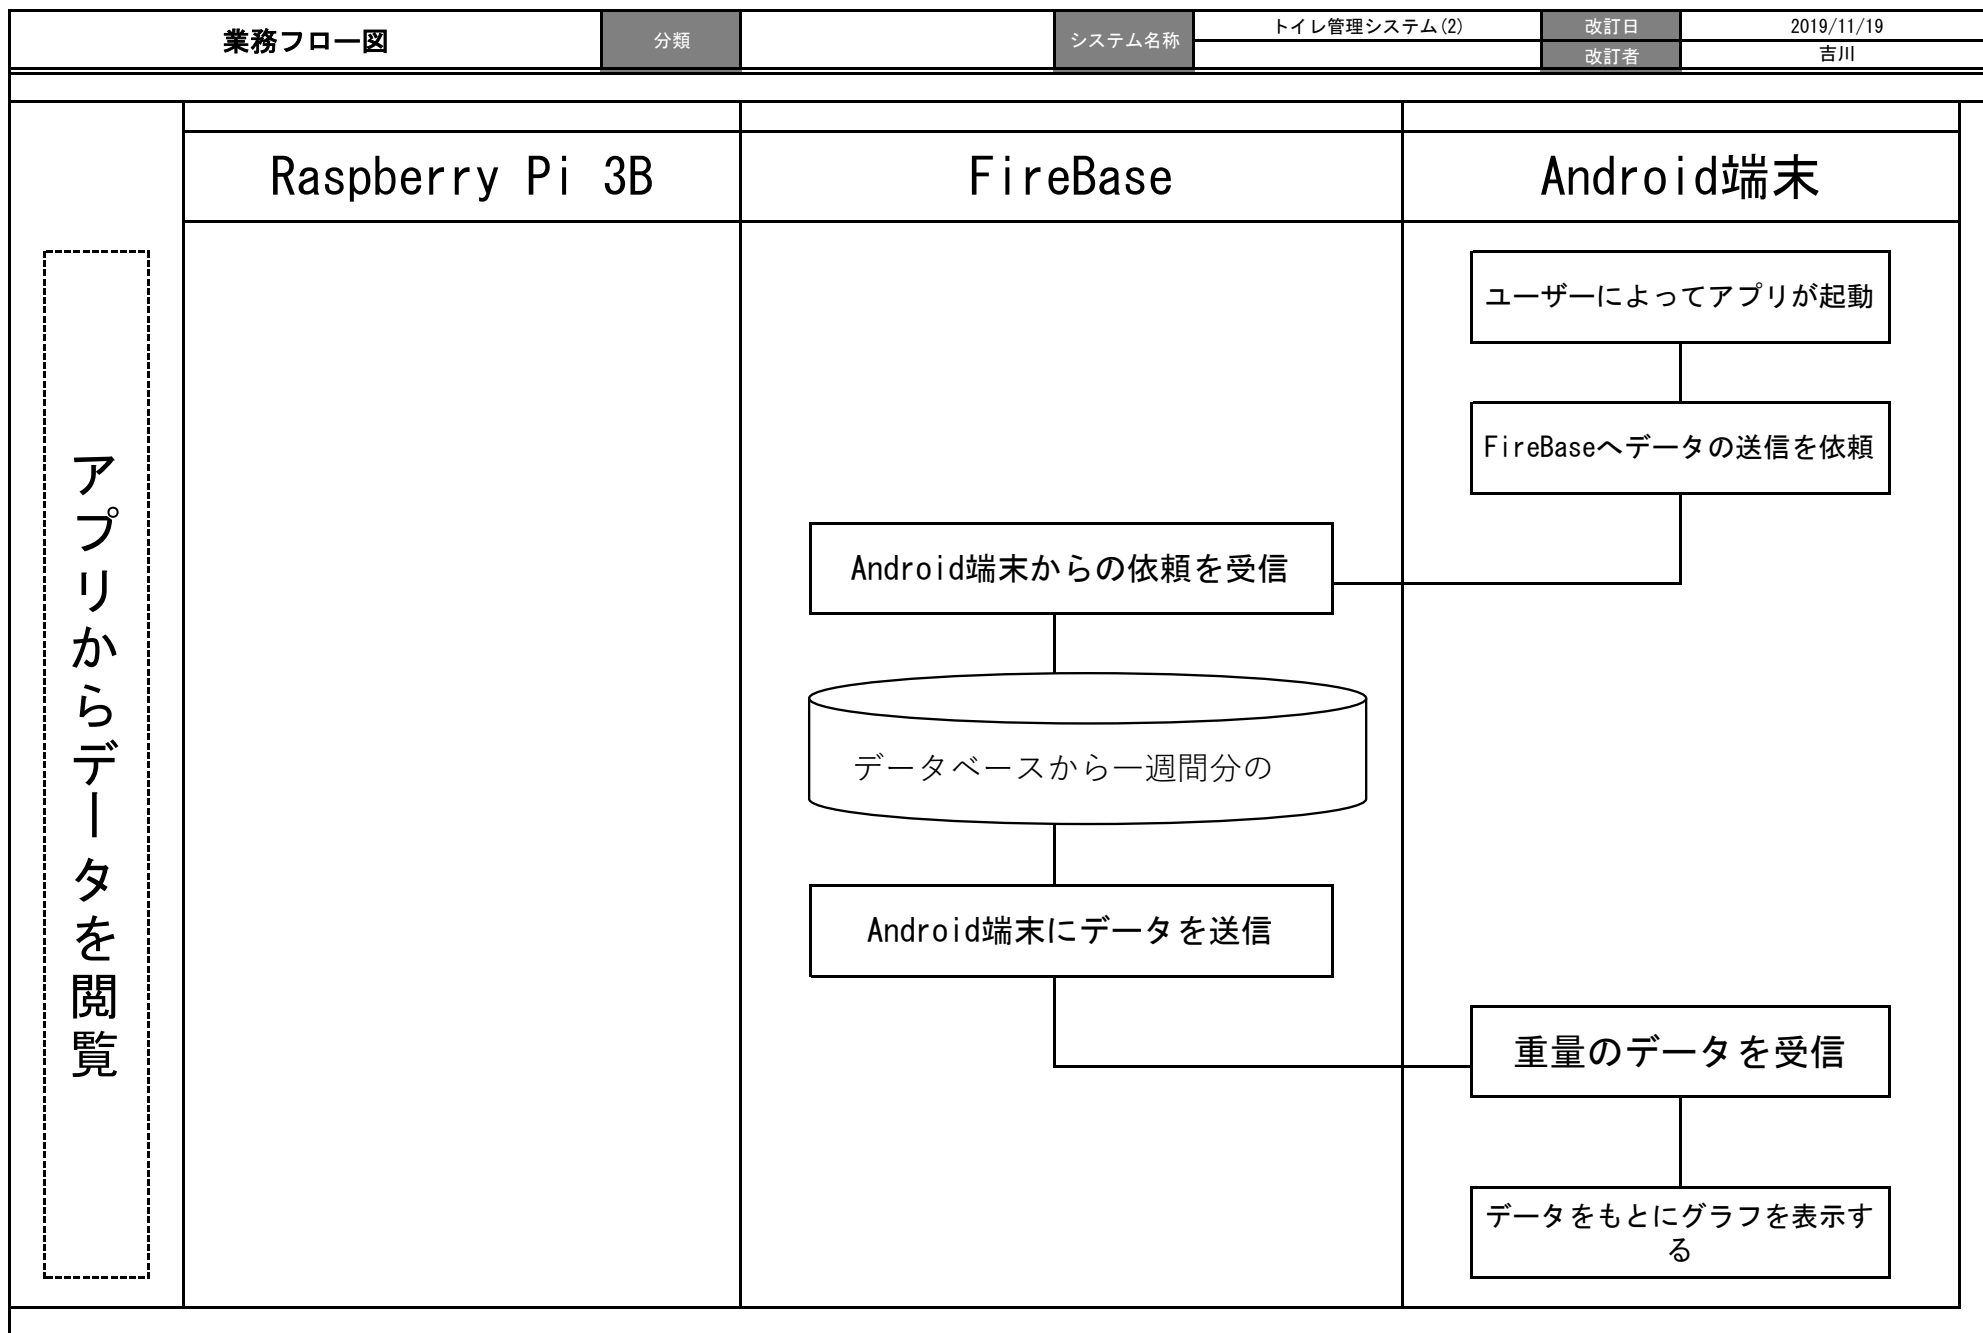 業務フロー図
分類
システム名称
トイレ管理システム(2)
改訂日
2019/11/19
改訂者
吉川
Raspberry Pi 3B
FireBase
Android端末
アプリからデータを閲覧
ユーザーによってアプリが起動
FireBaseへデータの送信を依頼
Android端末からの依頼を受信
データベースから一週間分の
Android端末にデータを送信
重量のデータを受信
データをもとにグラフを表示す
る